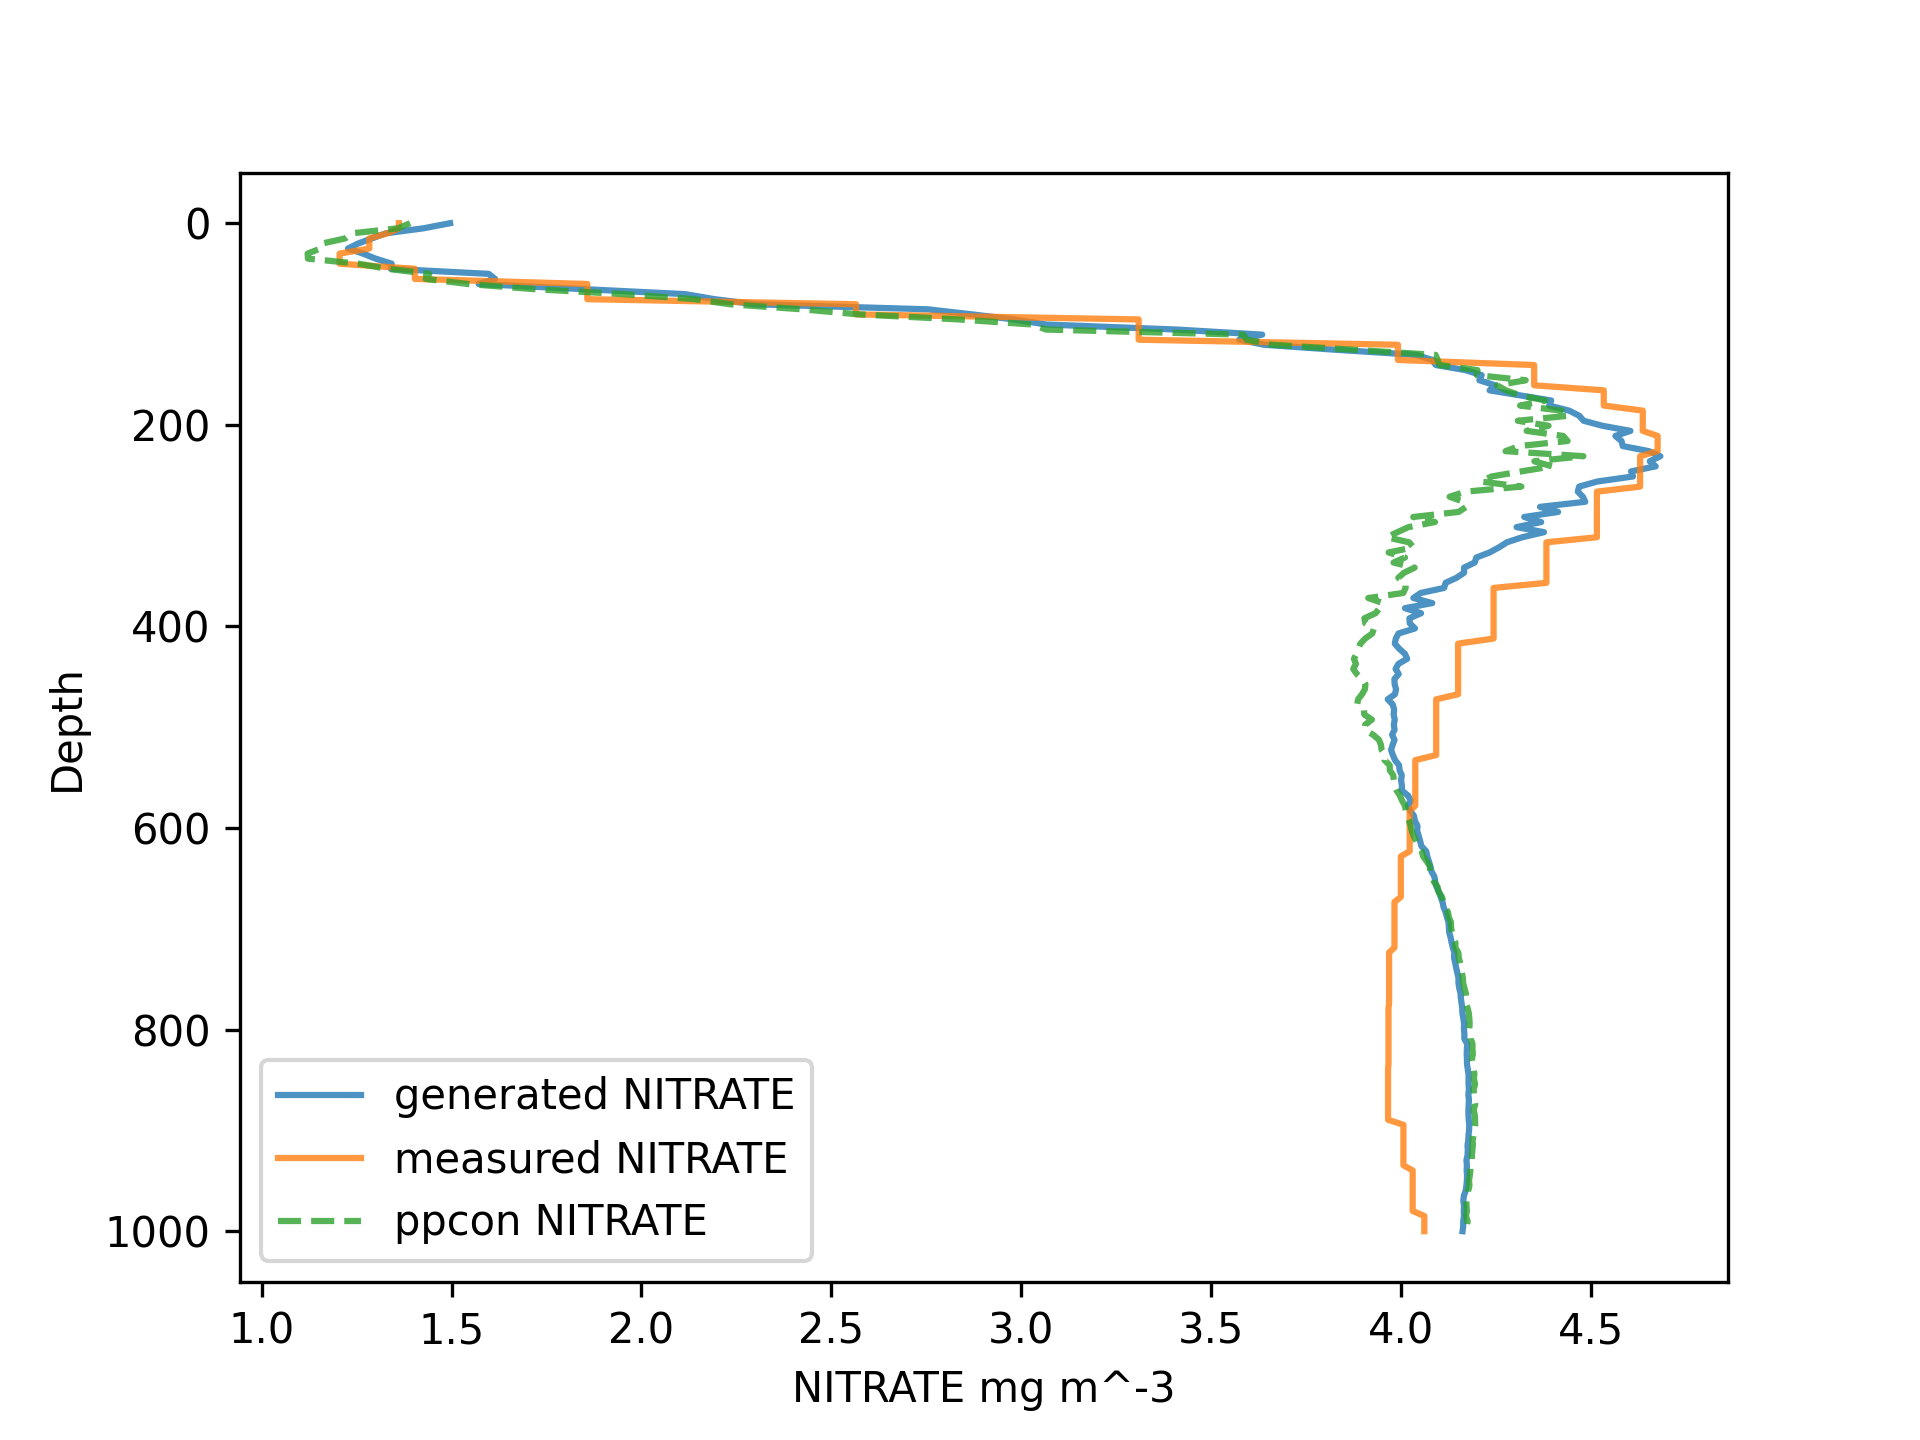 0
200
400
600
800
1000
Depth
generated NITRATE
measured NITRATE
ppcon NITRATE
1.0 1.5 2.0 2.5 3.0 3.5 4.0 4.5
NITRATE mg m^-3